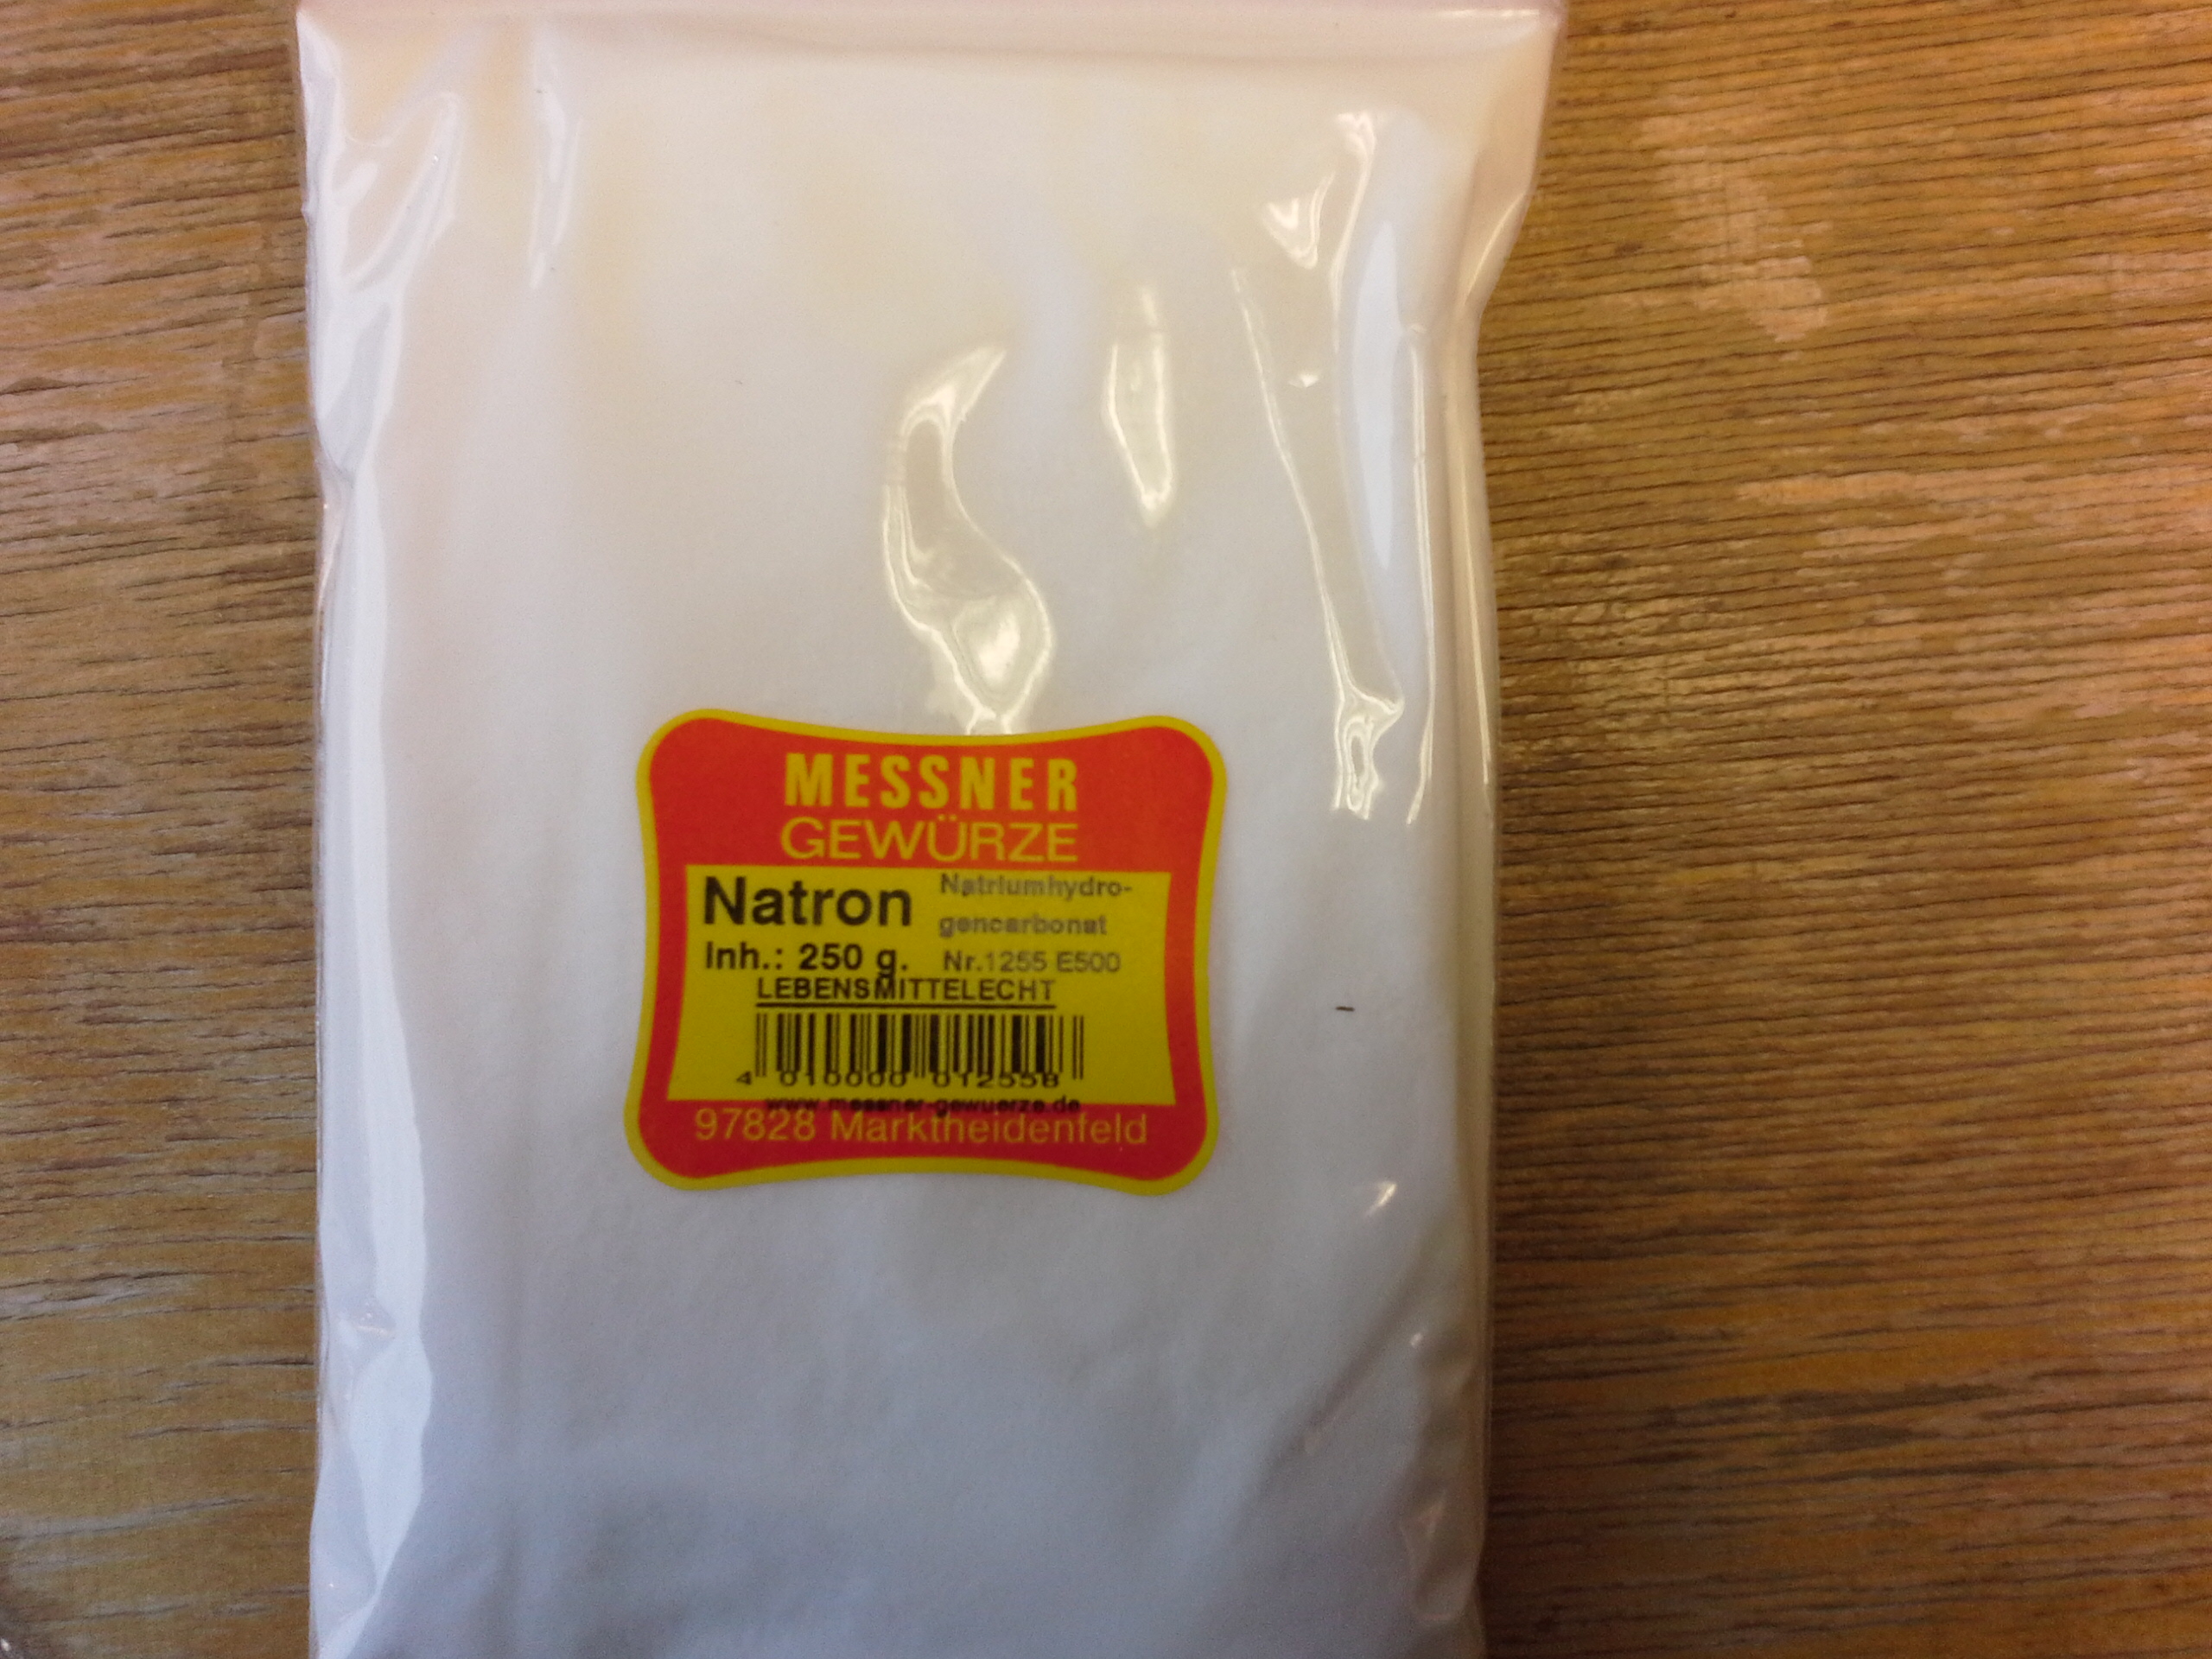 MESSNER
GEWÜRZE
Natron
Natriumhydro-
gencarbonat
Inh.: 250 g.
Nr.1255 E500
LEBENSMITTELECHT
4 010000 012558
www.messner-gewuerze.de
97828 Marktheidenfeld